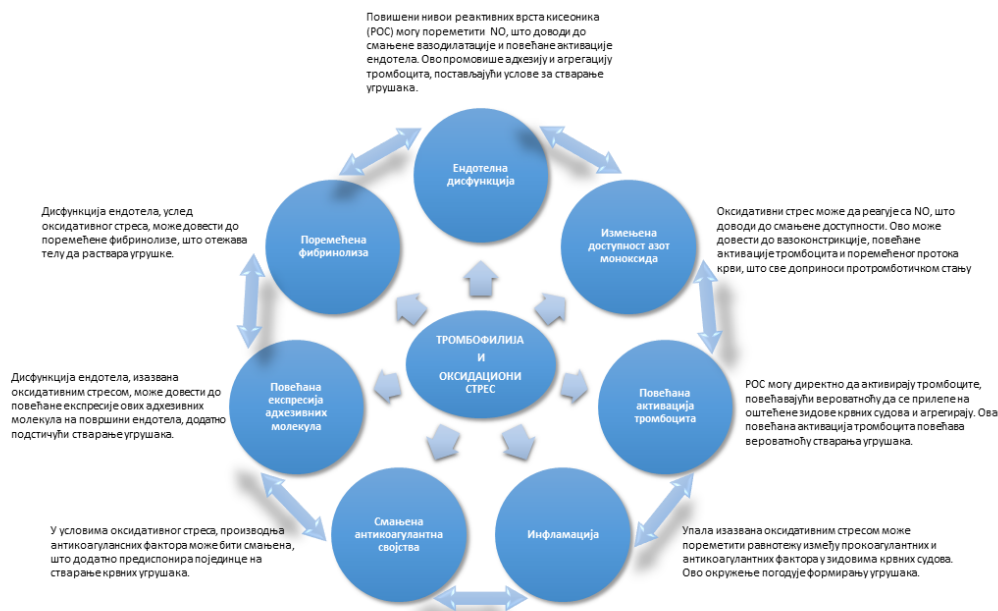 Повишени нивои реактивних врста кисеоника
(РОС) могу пореметити NO, што доводи до
смањене вазодилатације и повећане активације
ендотела. Ово промовише адхезију и агрегацију
тромбоцита, постављајући услове за стварање
угрушака.
Ендотелна
дисфункција
Измењена
доступност азот
моноксида
Оксидативни стрес може да реагује са NO, што
доводи до смањене доступности. Ово може
довести до вазоконстрикције, повећане
активације тромбоцита и поремећеног протока
крви, што све доприноси протромботичком стању
Повећана
активација
тромбоцита
РОС могу директно да активирају тромбоците,
повећавајући вероватноћу да се прилепе на
оштећене зидове крвних судова и агрегирају. Ова
повећана активација тромбоцита повећава
вероватноћу стварања угрушака.
Инфламација
Упала изазвана оксидативним стресом може
пореметити равнотежу између прокоагулантних и
антикоагулантних фактора у зидовима крвних судова.
Ово окружење погодује формирању угрушака.
Смањена
антикоагулантна
својства
У условима оксидативног стреса, производња
антикоагулансних фактора може бити смањена,
што додатно предиспонира појединце на
стварање крвних угрушака.
Повећана
експресија
адхезивних
молекула
Дисфункција ендотела, изазвана
оксидативним стресом, може довести до
повећане експресије ових адхезивних
молекула на површини ендотела, додатно
подстичући стварање угрушака.
Поремећена
фибринолиза
Дисфункција ендотела, услед
оксидативног стреса, може довести до
поремећене фибринолизе, што отежава
телу да раствара угрушке.
ТРОМБОФИЛИЈА
И
ОКСИДАЦИОНИ
СТРЕС